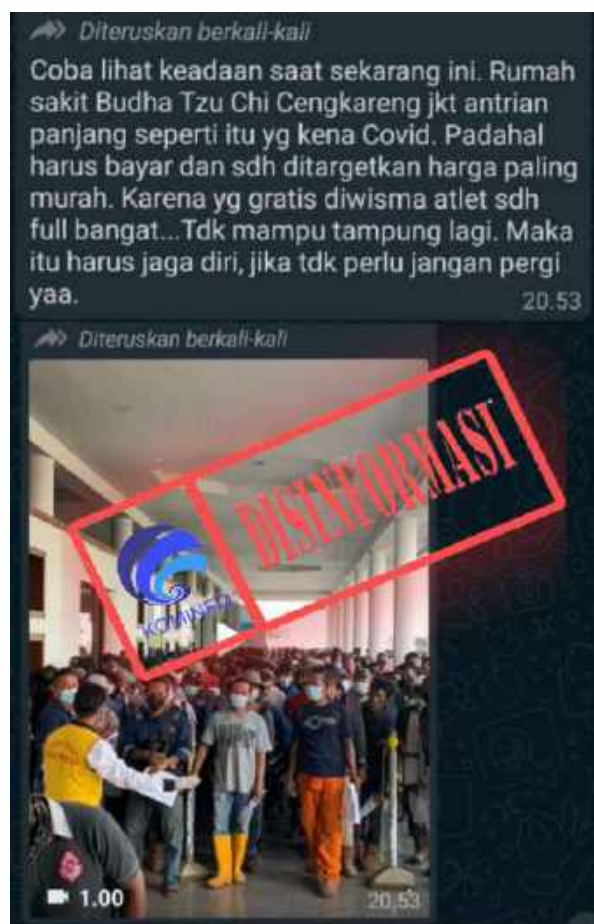 Diteruskan berkali-kali
Coba lihat keadaan saat sekarang ini. Rumah
sakit Budha Tzu Chi Cengkareng jkt antrian
panjang seperti itu yg kena Covid. Padahal
harus bayar dan sdh ditargetkan harga paling
murah. Karena yg gratis diwisma atlet sdh
full bangat...Tdk mampu tampung lagi. Maka
itu harus jaga diri, jika tdk perlu jangan pergi
yaa.
20.53
Diteruskan berkali-kali
DISINFORMASI
KOMINFO
1.00
20.53